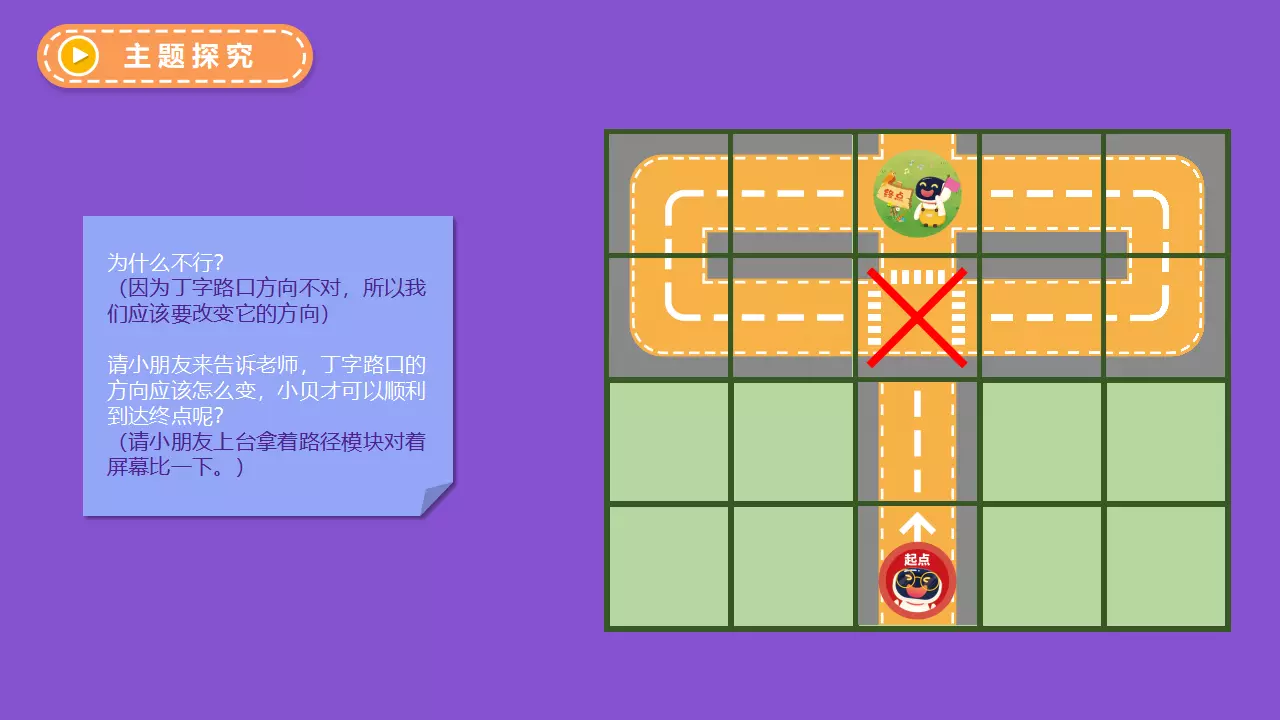 主题探究
为什么不行?
（因为丁字路口方向不对，所以我
们应该要改变它的方向）
请小朋友来告诉老师，丁字路口的
方向应该怎么变，小贝才可以顺利
到达终点呢?
（请小朋友上台拿着路径模块对着
屏幕比一下。）
终点
起点